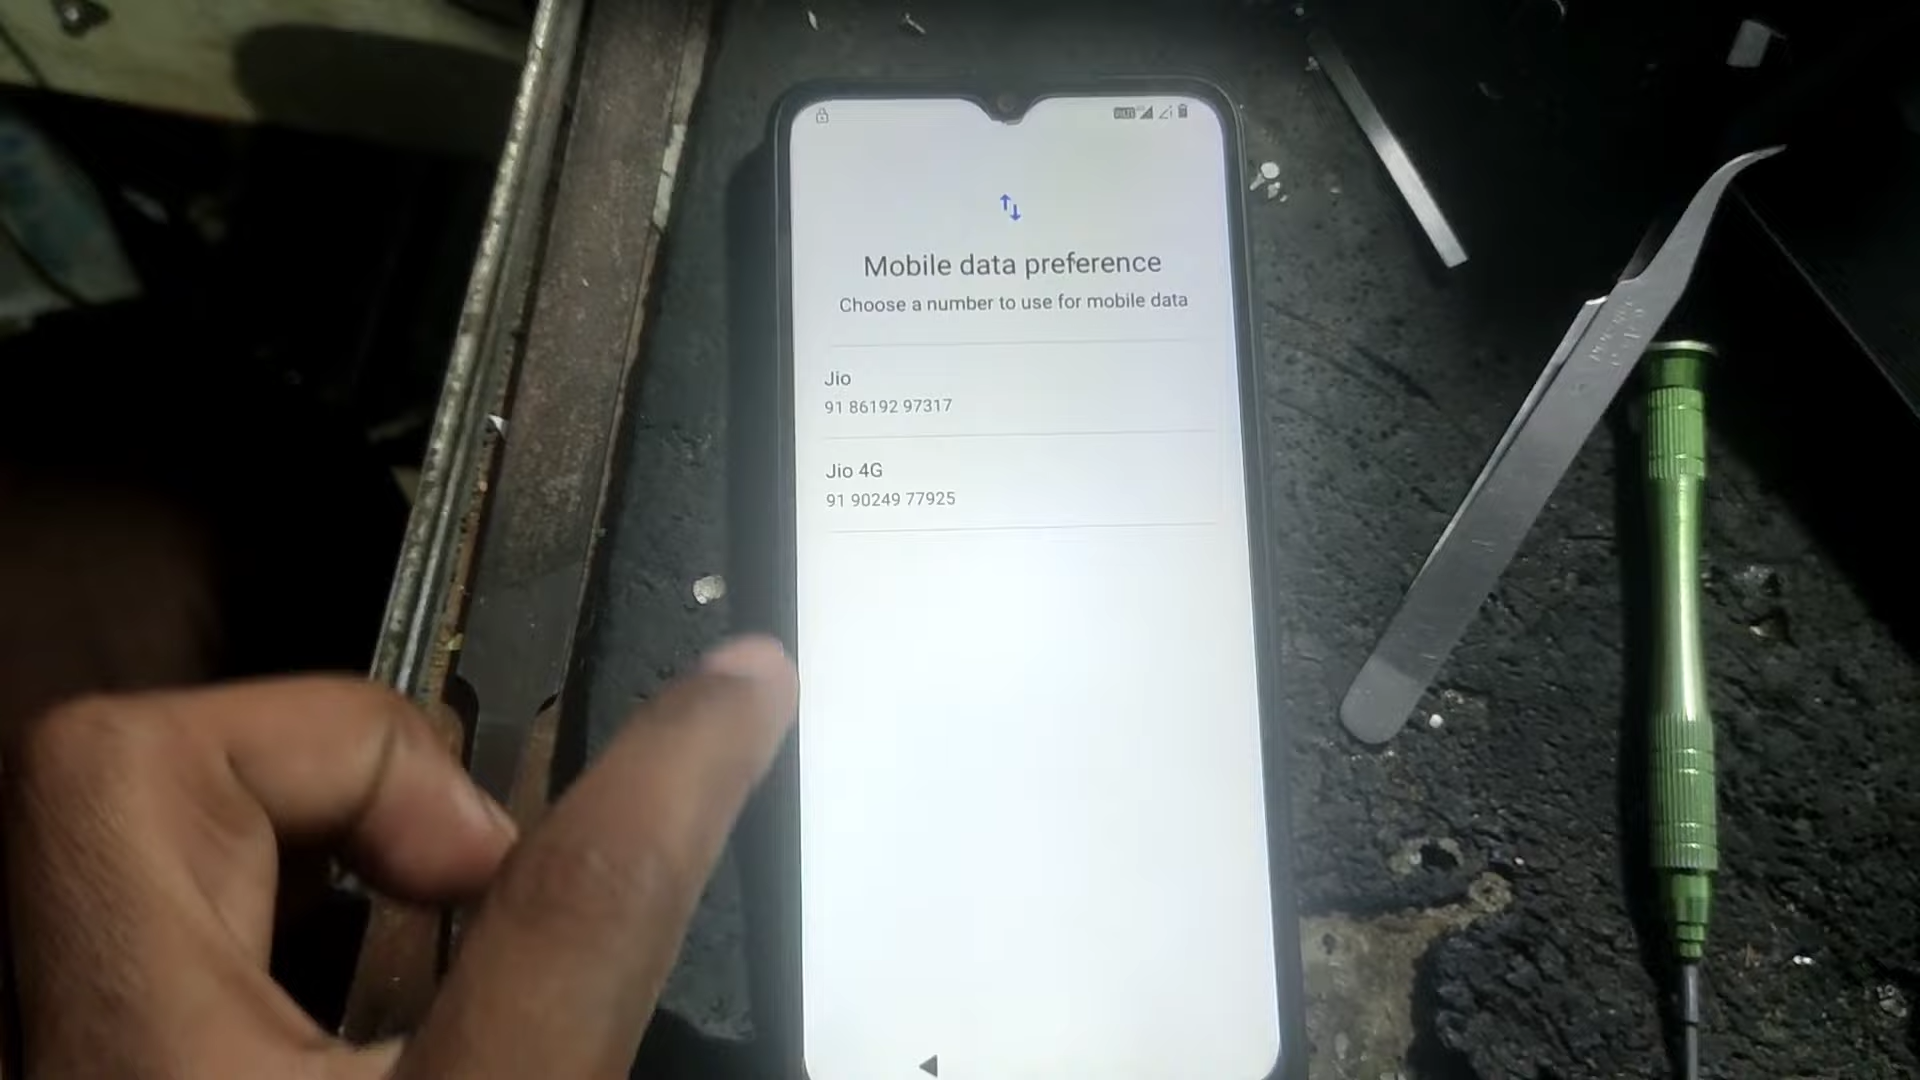 Mobile data preference
Choose a number to use for mobile data
Jio
91 86192 97317
Jio 4G
91 90249 77925